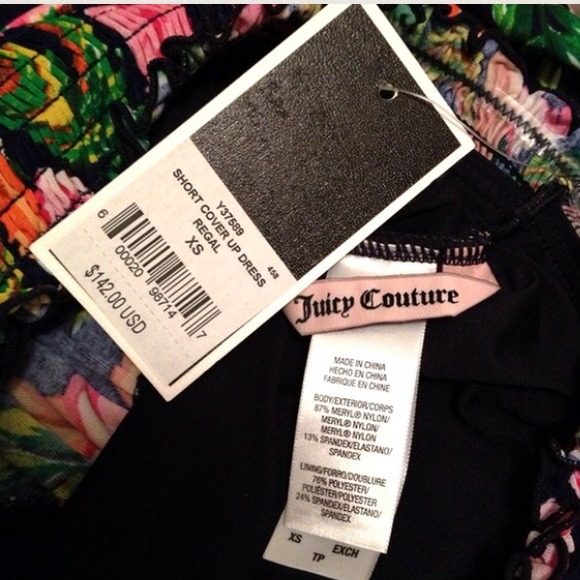 Y37589 458
SHORT COVER UP DRESS
REGAL
XS
6 00020 98714 7
$142.00 USD
Juicy Couture
MADE IN CHINA
HECHO EN CHINA
FABRIQUE EN CHINE
BODY/EXTERIOR/CORPS
87% MERYL® NYLON/
MERYL® NYLON/
MERYL® NYLON
13% SPANDEX/ELASTANO/
SPANDEX
LINING/FORRO/DOUBLURE
76% POLYESTER/
POLIÉSTER/POLYESTER
24% SPANDEX/ELASTANO/
SPANDEX
XS EXCH
TP